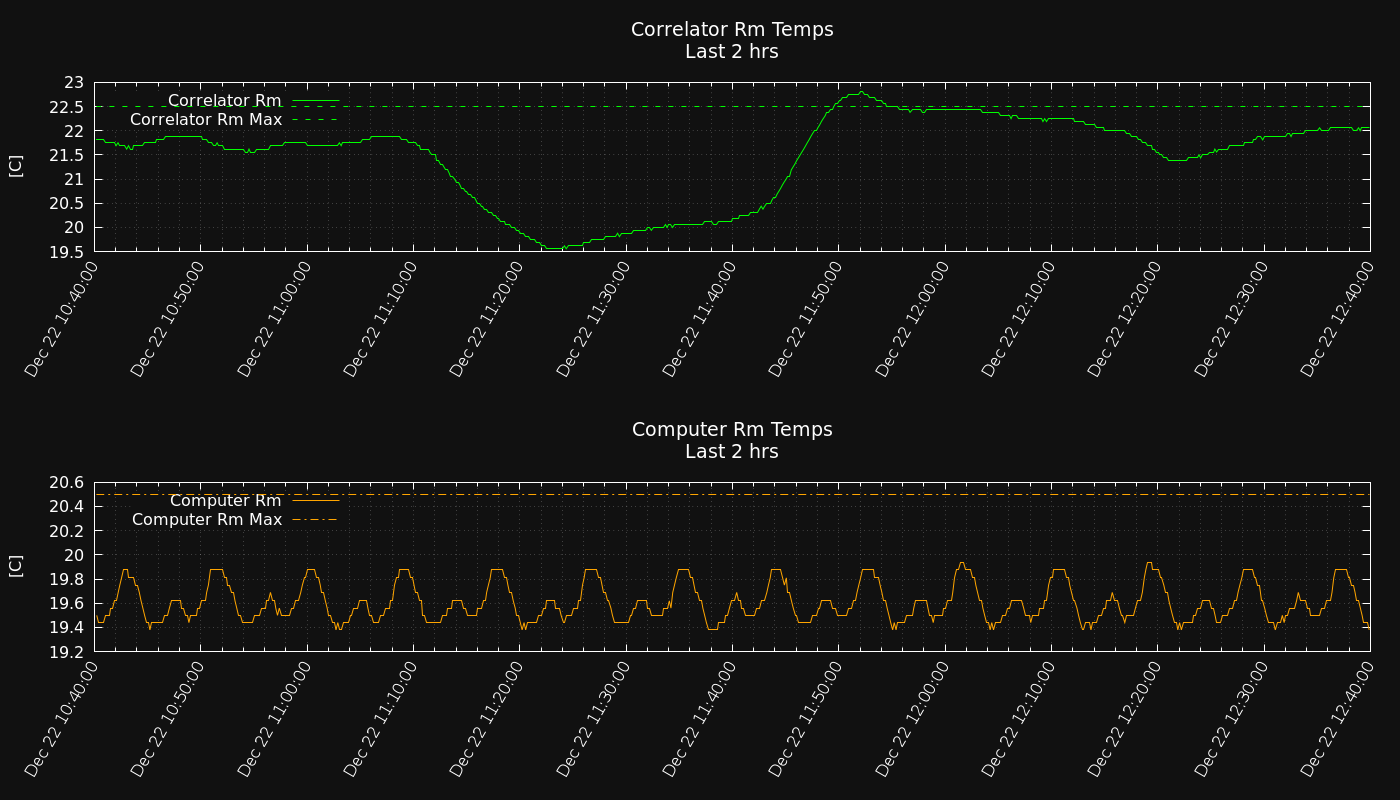 Correlator Rm Temps
Last 2 hrs
[C]
23
22.5
22
21.5
21
20.5
20
19.5
Correlator Rm
Correlator Rm Max
Dec 22 10:40:00
Dec 22 10:50:00
Dec 22 11:00:00
Dec 22 11:10:00
Dec 22 11:20:00
Dec 22 11:30:00
Dec 22 11:40:00
Dec 22 11:50:00
Dec 22 12:00:00
Dec 22 12:10:00
Dec 22 12:20:00
Dec 22 12:30:00
Dec 22 12:40:00
Computer Rm Temps
Last 2 hrs
[C]
20.6
20.4
20.2
20
19.8
19.6
19.4
19.2
Computer Rm
Computer Rm Max
Dec 22 10:40:00
Dec 22 10:50:00
Dec 22 11:00:00
Dec 22 11:10:00
Dec 22 11:20:00
Dec 22 11:30:00
Dec 22 11:40:00
Dec 22 11:50:00
Dec 22 12:00:00
Dec 22 12:10:00
Dec 22 12:20:00
Dec 22 12:30:00
Dec 22 12:40:00